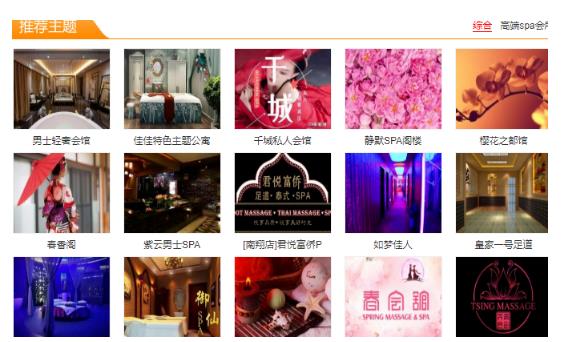 推荐主题
综合 高端spa会所
千城
男士轻奢会馆 佳佳特色主题公寓 千城私人会馆 静默SPA阁楼 樱花之都馆
君悦富侨
足道·泰式·SPA
OT MASSAGE·THAI MASSAGE·SPA
春香阁 紫云男士SPA [南翔店]君悦富侨P 如梦佳人 皇家一号足道
御仙
SPA
春会馆
SPRING MASSAGE & SPA
TSING MASSAGE